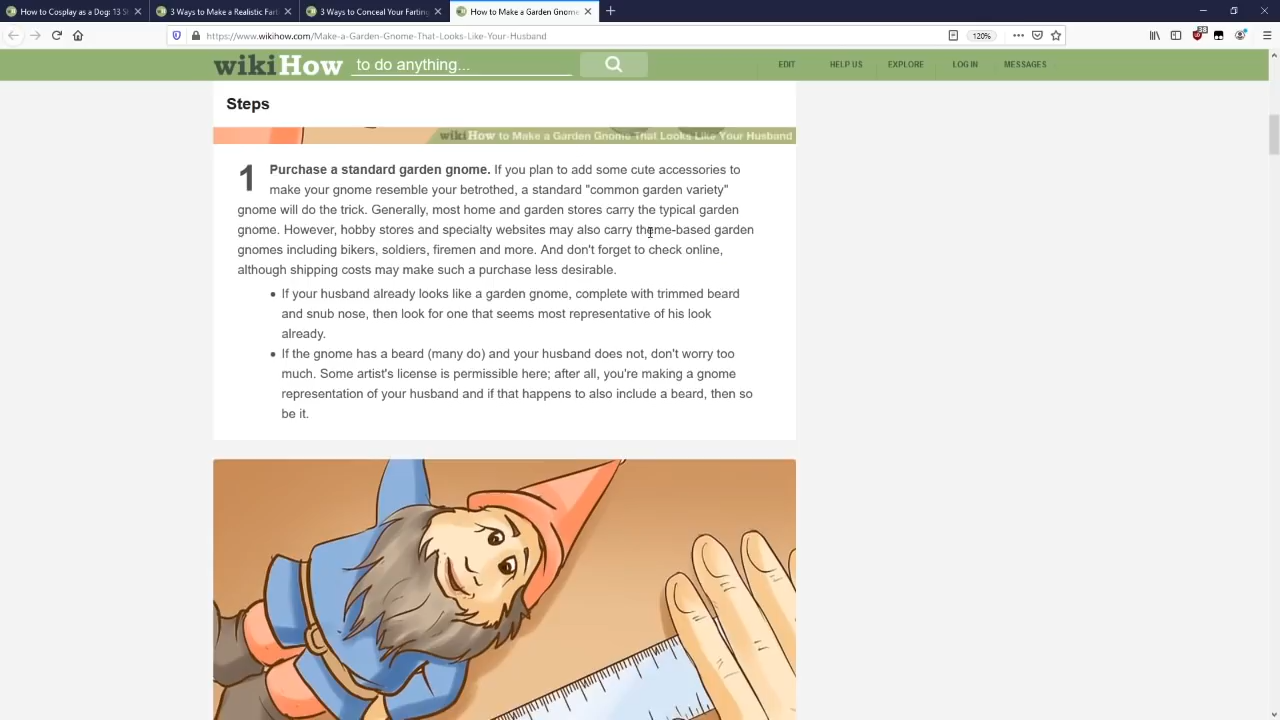 How to Cosplay as a Dog: 13 S
3 Ways to Make a Realistic Fart
3 Ways to Conceal Your Farting
How to Make a Garden Gnome
https://www.wikihow.com/Make-a-Garden-Gnome-That-Looks-Like-Your-Husband
120%
wikiHow to do anything...
EDIT HELP US EXPLORE LOG IN MESSAGES
Steps
wikiHow to Make a Garden Gnome That Looks Like Your Husband
1 Purchase a standard garden gnome. If you plan to add some cute accessories to
make your gnome resemble your betrothed, a standard "common garden variety"
gnome will do the trick. Generally, most home and garden stores carry the typical garden
gnome. However, hobby stores and specialty websites may also carry theme-based garden
gnomes including bikers, soldiers, firemen and more. And don't forget to check online,
although shipping costs may make such a purchase less desirable.
• If your husband already looks like a garden gnome, complete with trimmed beard
and snub nose, then look for one that seems most representative of his look
already.
• If the gnome has a beard (many do) and your husband does not, don't worry too
much. Some artist's license is permissible here; after all, you're making a gnome
representation of your husband and if that happens to also include a beard, then so
be it.